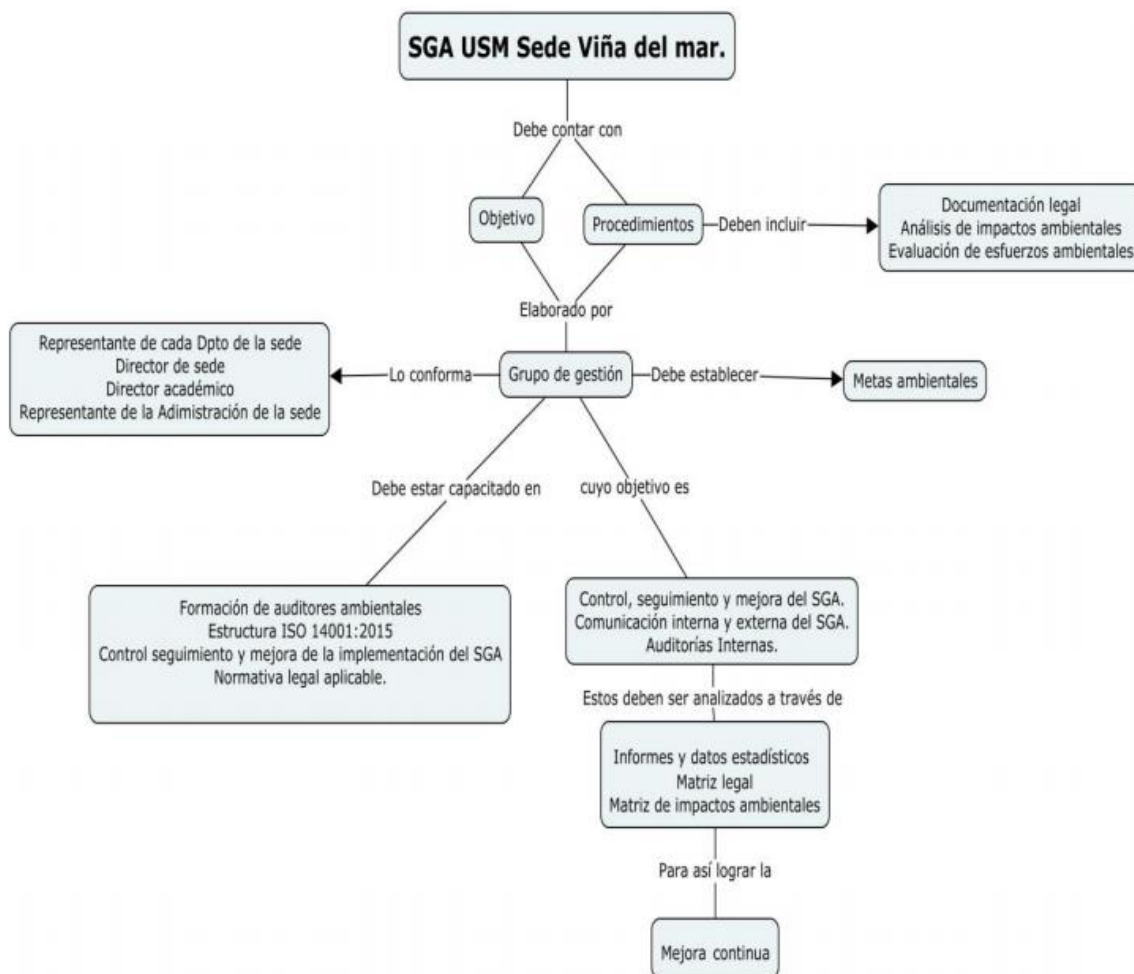 SGA USM Sede Viña del mar.
Debe contar con
Objetivo
Procedimientos
Deben incluir
Documentación legal
Análisis de impactos ambientales
Evaluación de esfuerzos ambientales
Elaborado por
Representante de cada Dpto de la sede
Director de sede
Director académico
Representante de la Adimistración de la sede
Lo conforma
Grupo de gestión
Debe establecer
Metas ambientales
Debe estar capacitado en
cuyo objetivo es
Formación de auditores ambientales
Estructura ISO 14001:2015
Control seguimiento y mejora de la implementación del SGA
Normativa legal aplicable.
Control, seguimiento y mejora del SGA.
Comunicación interna y externa del SGA.
Auditorías Internas.
Estos deben ser analizados a través de
Informes y datos estadísticos
Matriz legal
Matriz de impactos ambientales
Para así lograr la
Mejora continua